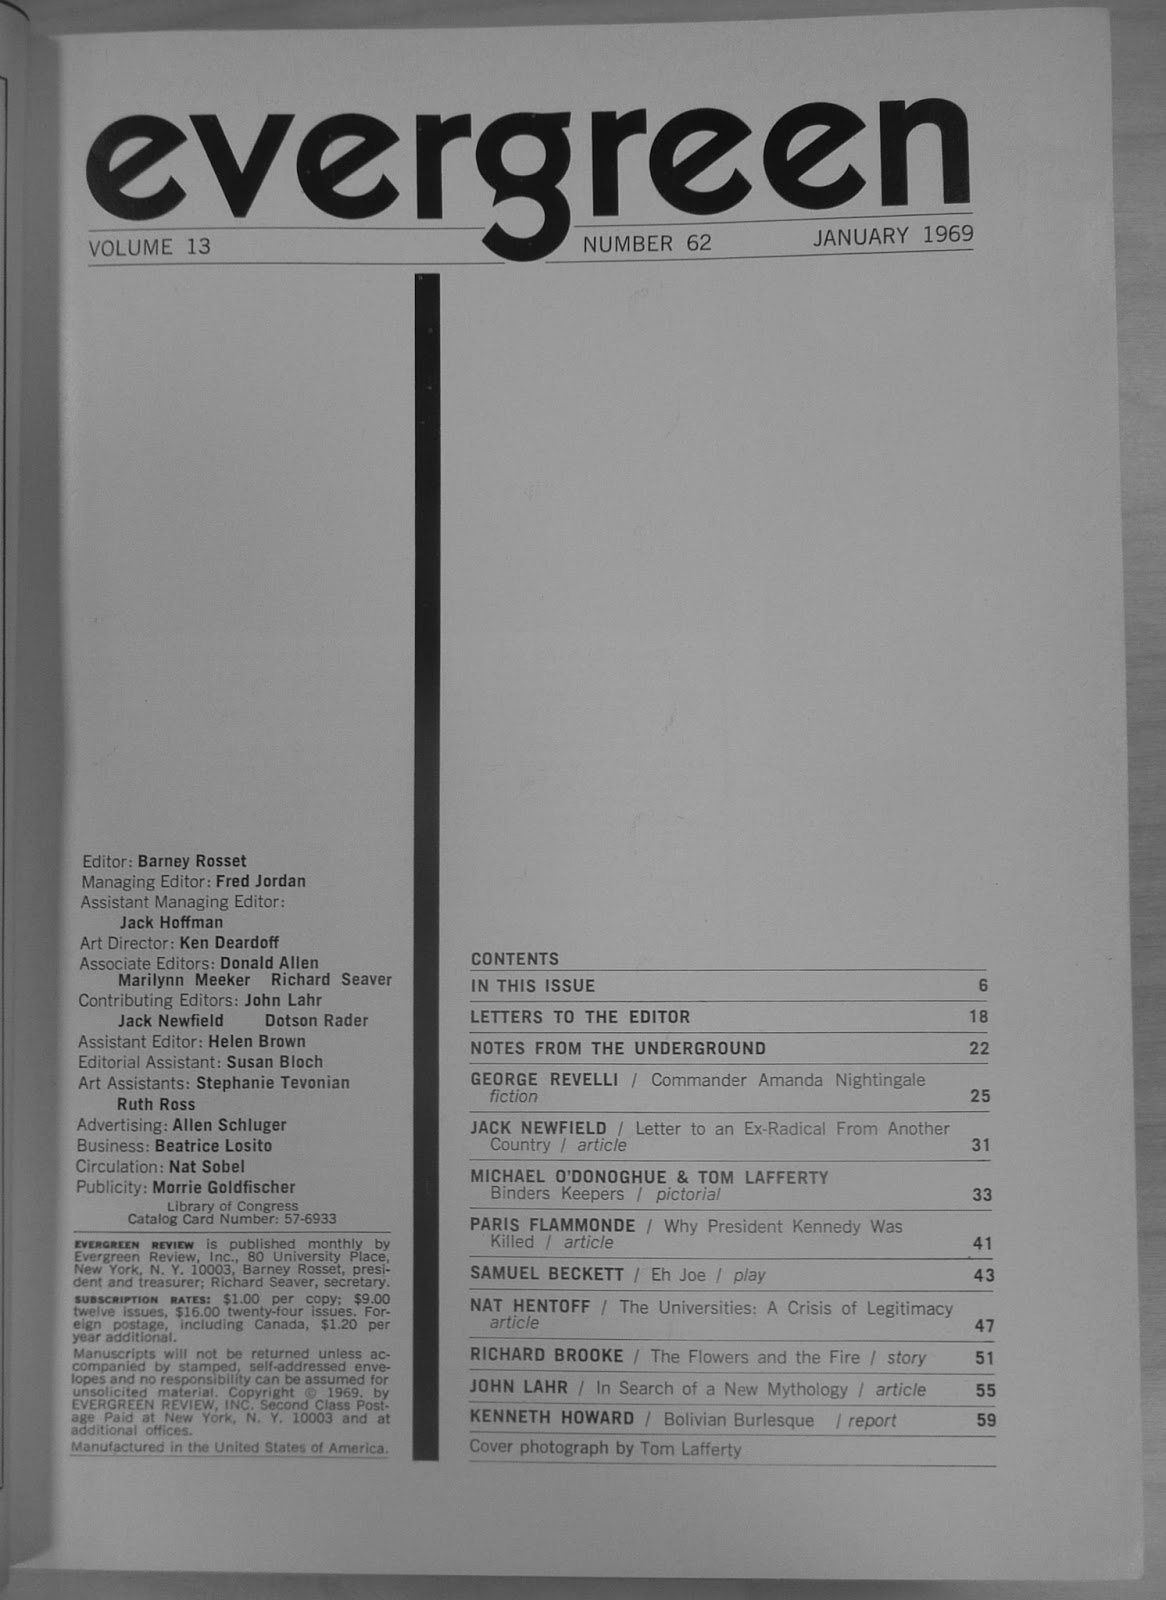 evergreen
VOLUME 13 NUMBER 62 JANUARY 1969
Editor: Barney Rosset
Managing Editor: Fred Jordan
Assistant Managing Editor:
Jack Hoffman
Art Director: Ken Deardoff
Associate Editors: Donald Allen
Marilynn Meeker Richard Seaver
Contributing Editors: John Lahr
Jack Newfield Dotson Rader
Assistant Editor: Helen Brown
Editorial Assistant: Susan Bloch
Art Assistants: Stephanie Tevonian
Ruth Ross
Advertising: Allen Schluger
Business: Beatrice Losito
Circulation: Nat Sobel
Publicity: Morrie Goldfischer
Library of Congress
Catalog Card Number: 57-6933
EVERGREEN REVIEW is published monthly by
Evergreen Review, Inc., 80 University Place,
New York, N. Y. 10003, Barney Rosset, presi-
dent and treasurer; Richard Seaver, secretary.
SUBSCRIPTION RATES: $1.00 per copy; $9.00
twelve issues, $16.00 twenty-four issues. For-
eign postage, including Canada, $1.20 per
year additional.
Manuscripts will not be returned unless ac-
companied by stamped, self-addressed enve-
lopes and no responsibility can be assumed for
unsolicited material. Copyright © 1969, by
EVERGREEN REVIEW, INC. Second Class Post-
age Paid at New York, N. Y. 10003 and at
additional offices.
Manufactured in the United States of America.
CONTENTS
IN THIS ISSUE 6
LETTERS TO THE EDITOR 18
NOTES FROM THE UNDERGROUND 22
GEORGE REVELLI / Commander Amanda Nightingale
fiction 25
JACK NEWFIELD / Letter to an Ex-Radical From Another
Country / article 31
MICHAEL O'DONOGHUE & TOM LAFFERTY
Binders Keepers / pictorial 33
PARIS FLAMMONDE / Why President Kennedy Was
Killed / article 41
SAMUEL BECKETT / Eh Joe / play 43
NAT HENTOFF / The Universities: A Crisis of Legitimacy
article 47
RICHARD BROOKE / The Flowers and the Fire / story 51
JOHN LAHR / In Search of a New Mythology / article 55
KENNETH HOWARD / Bolivian Burlesque / report 59
Cover photograph by Tom Lafferty